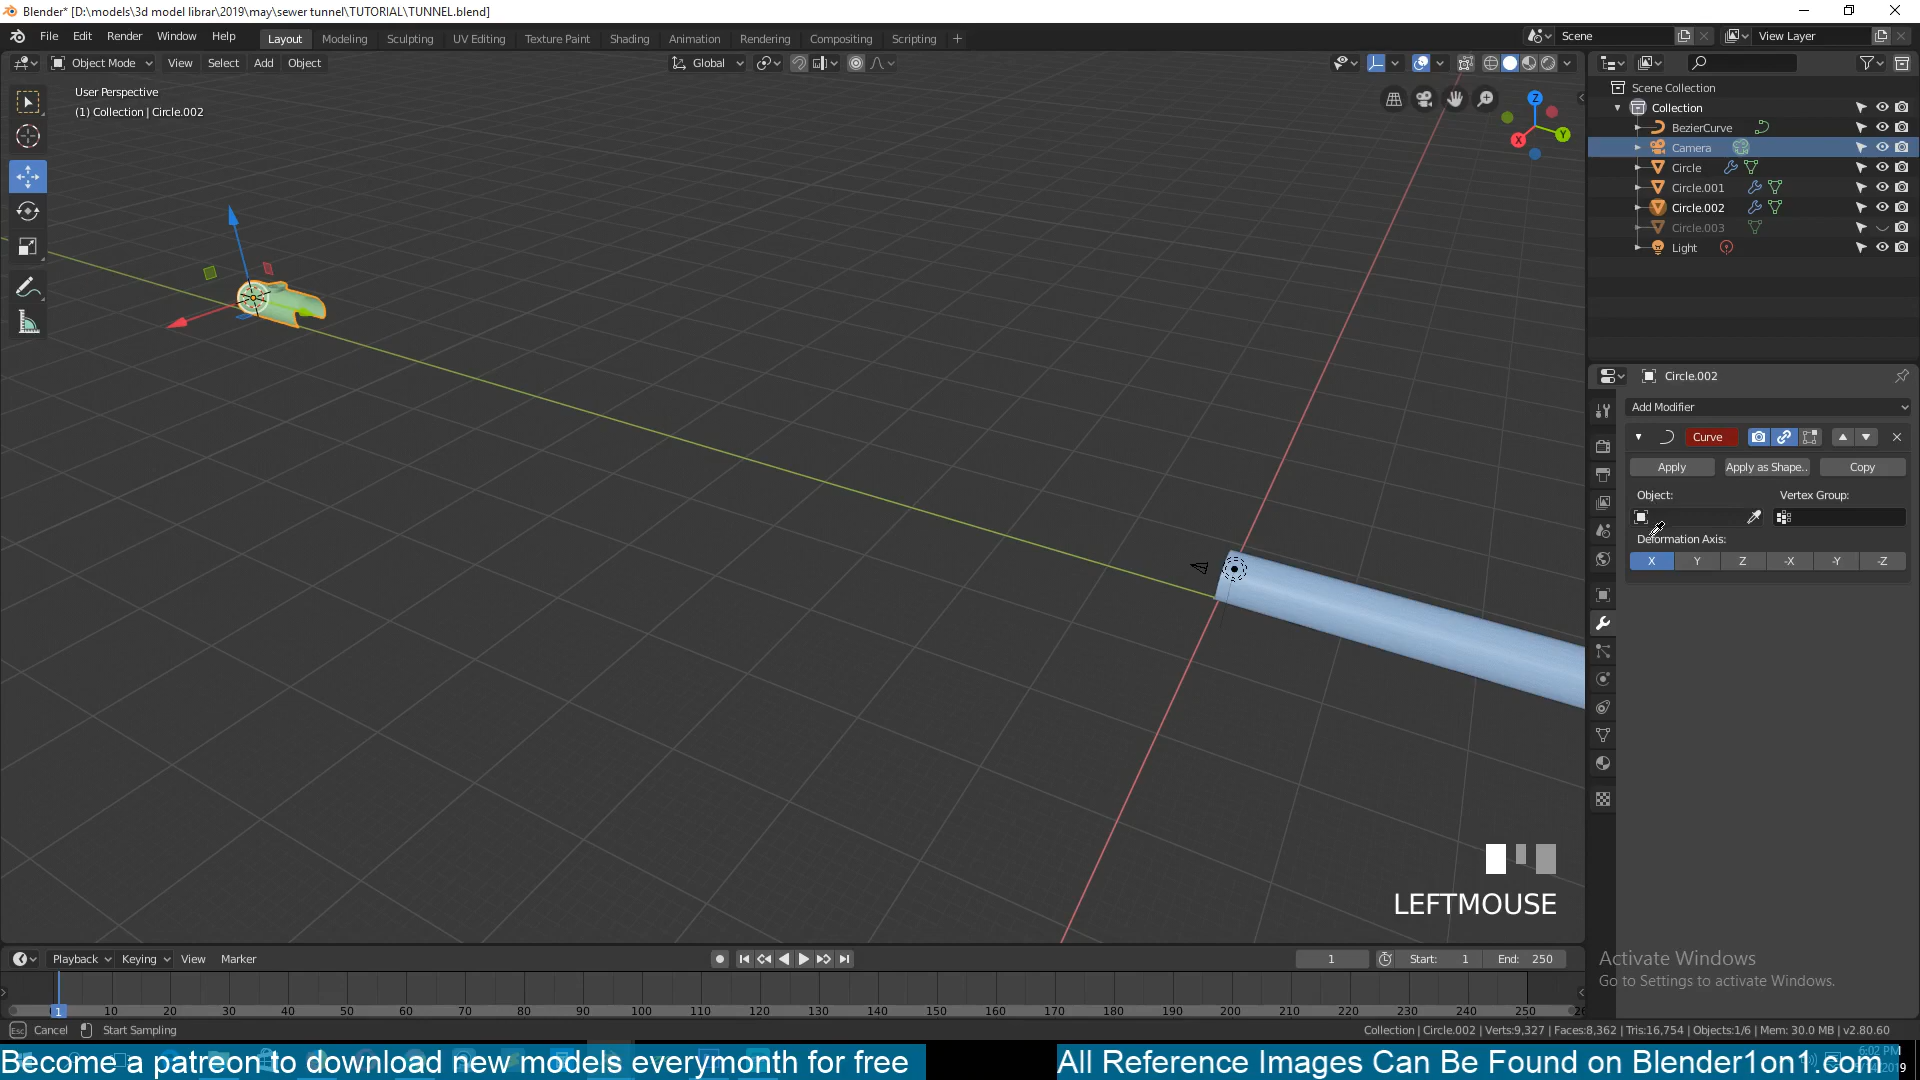 Blender* [D:\models\3d model librar\2019\may\sewer tunnel\TUTORIAL\TUNNEL.blend]
File Edit Render Window Help Layout Modeling Sculpting UV Editing Texture Paint Shading Animation Rendering Compositing Scripting + Scene View Layer
Object Mode View Select Add Object Global
User Perspective
(1) Collection | Circle.002
Z
Y
X
Scene Collection
Collection
BezierCurve
Camera
Circle
Circle.001
Circle.002
Circle.003
Light
Circle.002
Add Modifier
Curve
Apply Apply as Shape.. Copy
Object: Vertex Group:
Deformation Axis:
X Y Z -X -Y -Z
LEFTMOUSE
Activate Windows
Go to Settings to activate Windows.
Playback Keying View Marker 1 Start: 1 End: 250
1 10 20 30 40 50 60 70 80 90 100 110 120 130 140 150 160 170 180 190 200 210 220 230 240 250
Esc Cancel Start Sampling
Collection | Circle.002 | Verts:9,327 | Faces:8,362 | Tris:16,754 | Objects:1/6 | Mem: 30.0 MB | v2.80.60
Become a patreon to download new models everymonth for free
All Reference Images Can Be Found on Blender1on1.com
6:02 PM